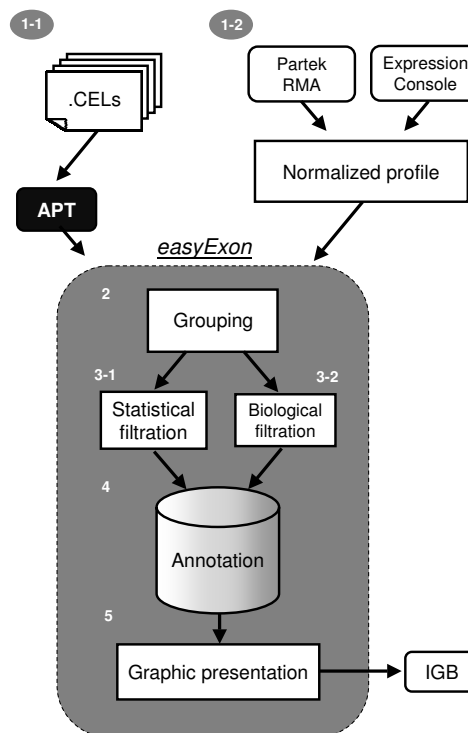 1-1
1-2
.CELs
Partek
RMA
Expression
Console
Normalized profile
APT
easyExon
2
Grouping
3-1
3-2
Statistical
filtration
Biological
filtration
4
Annotation
5
Graphic presentation
IGB